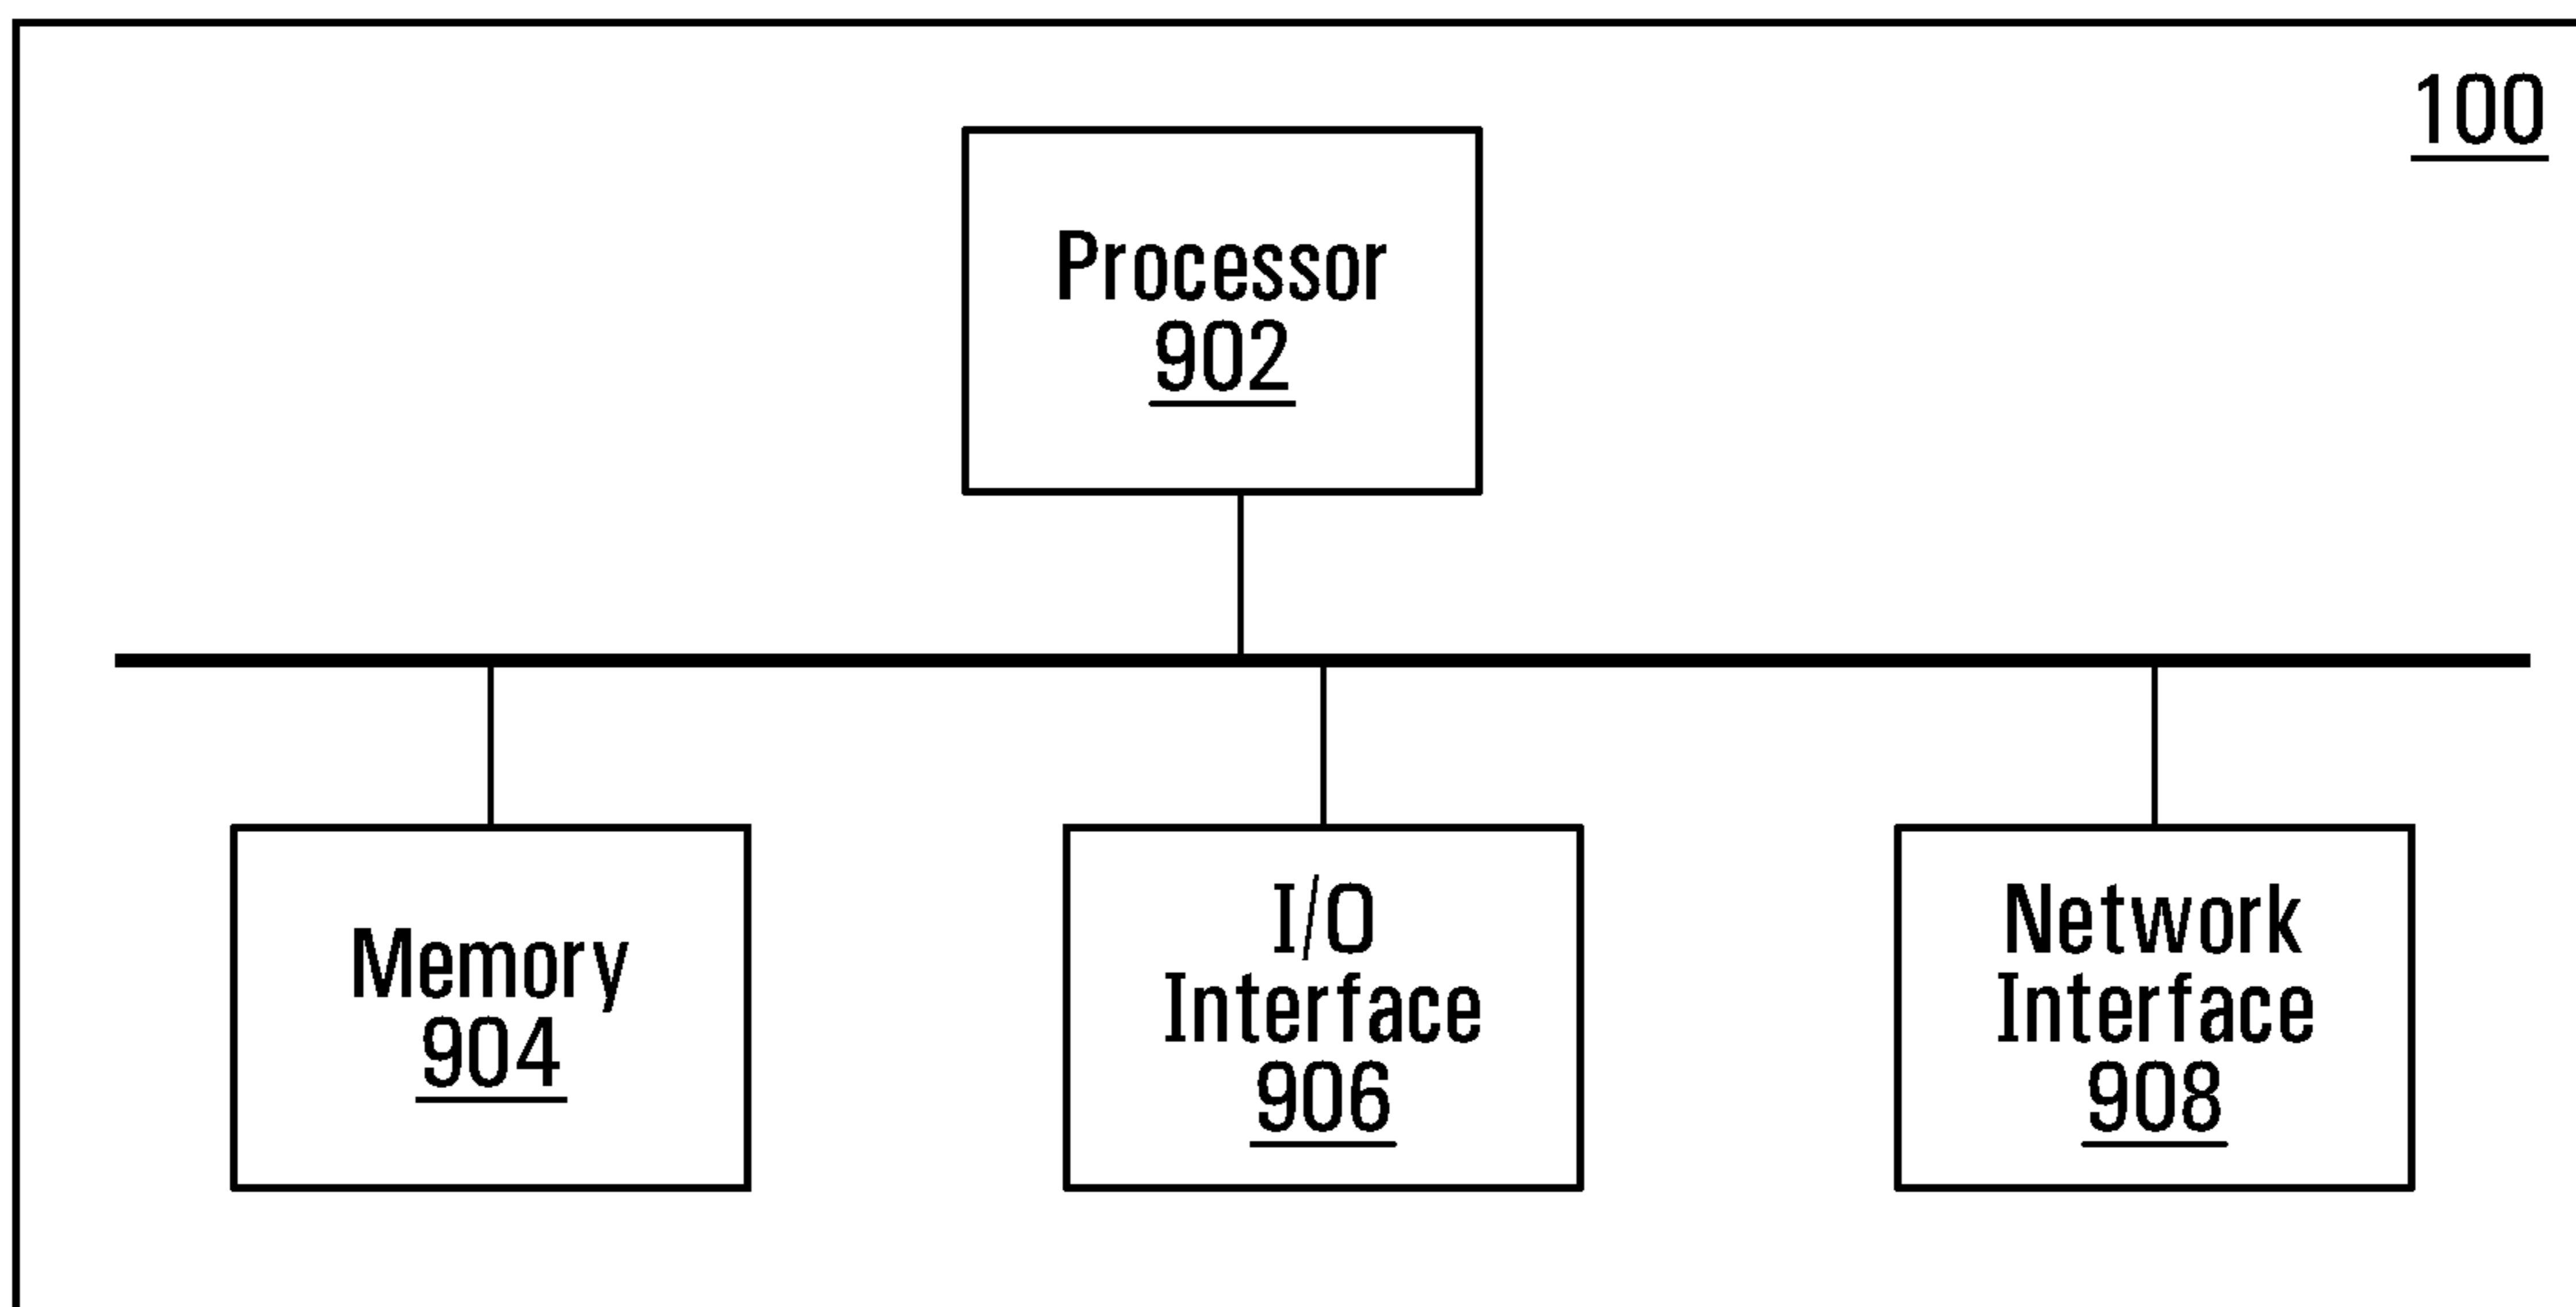 100
Processor
902
Memory
904
I/O
Interface
906
Network
Interface
908